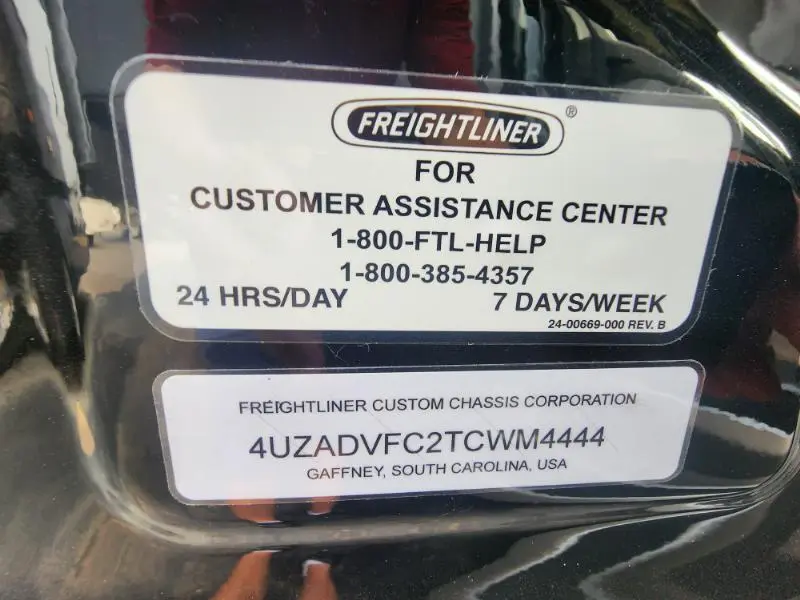 FREIGHTLINER ®
FOR
CUSTOMER ASSISTANCE CENTER
1-800-FTL-HELP
1-800-385-4357
24 HRS/DAY 7 DAYS/WEEK
24-00669-000 REV. B
FREIGHTLINER CUSTOM CHASSIS CORPORATION
4UZADVFC2TCWM4444
GAFFNEY, SOUTH CAROLINA, USA